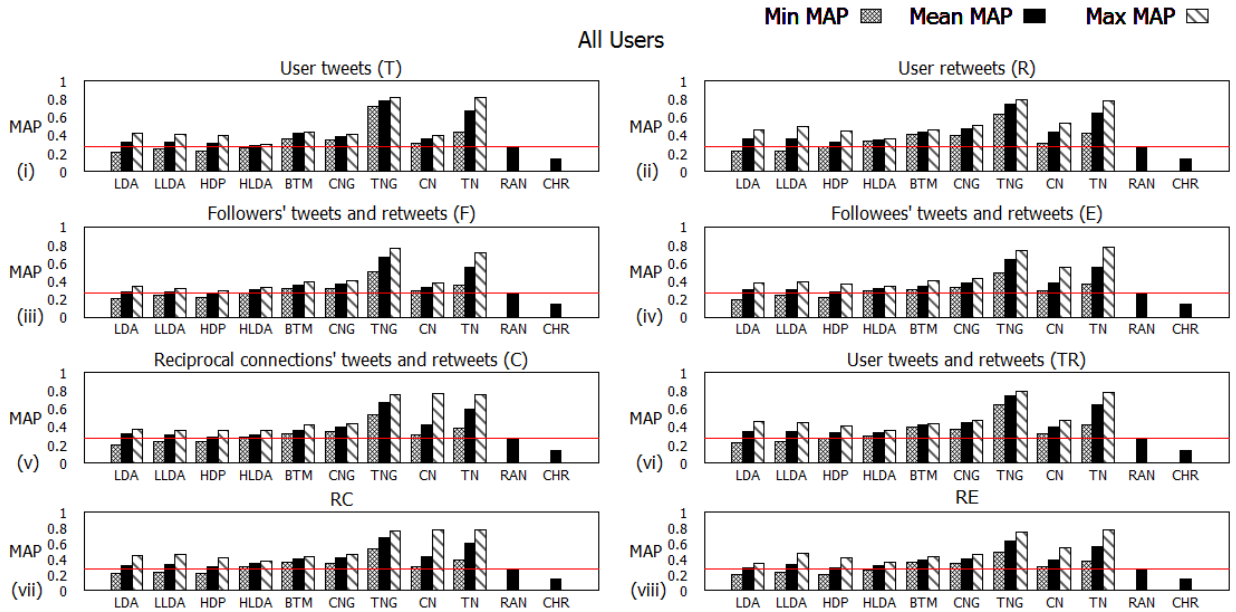 Min MAP Mean MAP Max MAP
All Users
User tweets (T)
1
0.8
0.6
MAP
0.4
0.2
(i)
0
LDA LLDA HDP HLDA BTM CNG TNG CN TN RAN CHR
User retweets (R)
1
0.8
0.6
MAP
0.4
0.2
(ii)
0
LDA LLDA HDP HLDA BTM CNG TNG CN TN RAN CHR
Followers' tweets and retweets (F)
1
0.8
0.6
MAP
0.4
0.2
(iii)
0
LDA LLDA HDP HLDA BTM CNG TNG CN TN RAN CHR
Followees' tweets and retweets (E)
1
0.8
0.6
MAP
0.4
0.2
(iv)
0
LDA LLDA HDP HLDA BTM CNG TNG CN TN RAN CHR
Reciprocal connections' tweets and retweets (C)
1
0.8
0.6
MAP
0.4
0.2
(v)
0
LDA LLDA HDP HLDA BTM CNG TNG CN TN RAN CHR
User tweets and retweets (TR)
1
0.8
0.6
MAP
0.4
0.2
(vi)
0
LDA LLDA HDP HLDA BTM CNG TNG CN TN RAN CHR
RC
1
0.8
0.6
MAP
0.4
0.2
(vii)
0
LDA LLDA HDP HLDA BTM CNG TNG CN TN RAN CHR
RE
1
0.8
0.6
MAP
0.4
0.2
(viii)
0
LDA LLDA HDP HLDA BTM CNG TNG CN TN RAN CHR